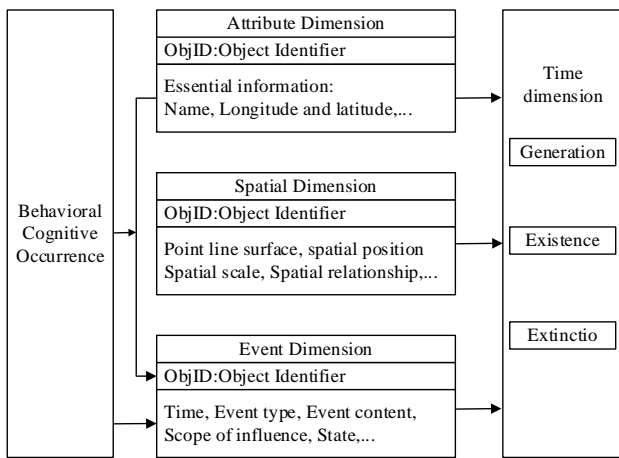 Behavioral
Cognitive
Occurrence
Attribute Dimension
ObjID:Object Identifier
Essential information:
Name, Longitude and latitude,...
Spatial Dimension
ObjID:Object Identifier
Point line surface, spatial position
Spatial scale, Spatial relationship,...
Event Dimension
ObjID:Object Identifier
Time, Event type, Event content,
Scope of influence, State,...
Time
dimension
Generation
Existence
Extinctio